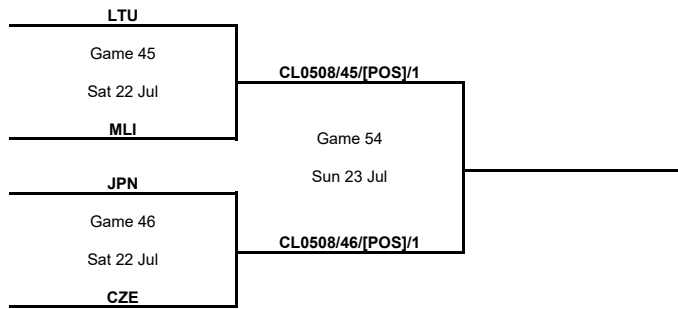 LTU
Game 45
Sat 22 Jul
MLI
CL0508/45/[POS]/1
Game 54
Sun 23 Jul
CL0508/46/[POS]/1
JPN
Game 46
Sat 22 Jul
CZE